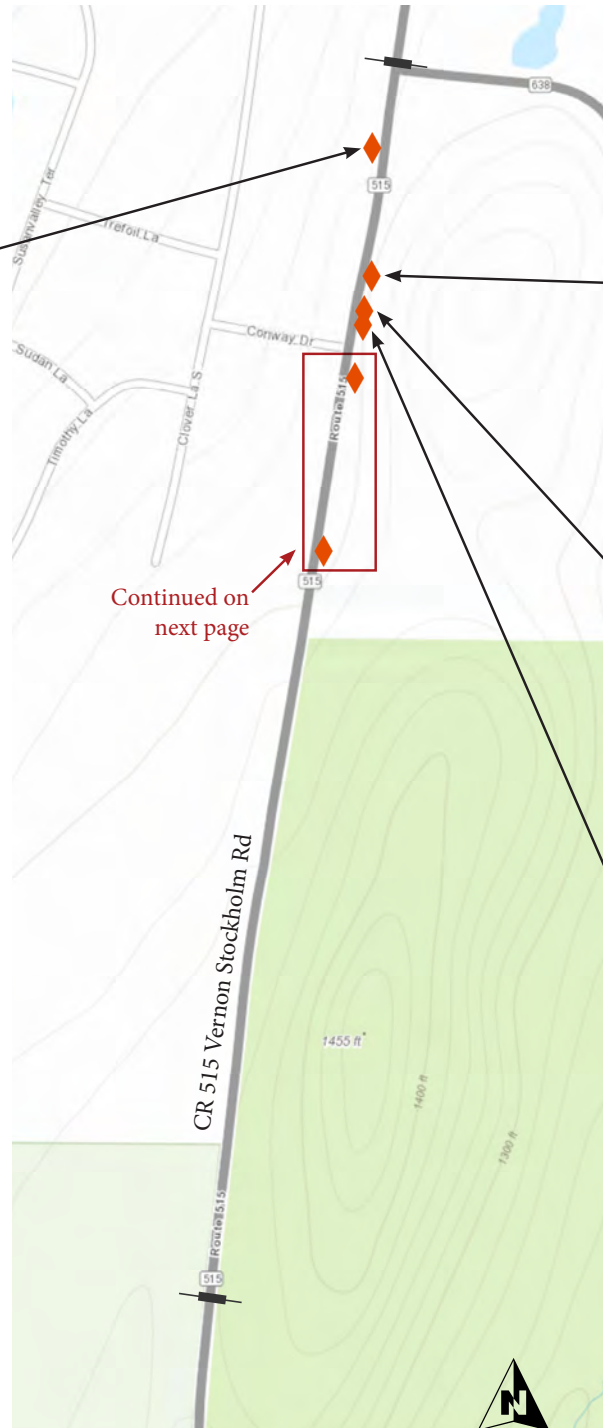 638
515
Susanvalley Ter
Trefoil La
Conway Dr
Sudan La
Timothy La
Clover La S
Route 515
515
Continued on
next page
CR 515 Vernon Stockholm Rd
1455 ft
1400 ft
1300 ft
Route 515
515
N